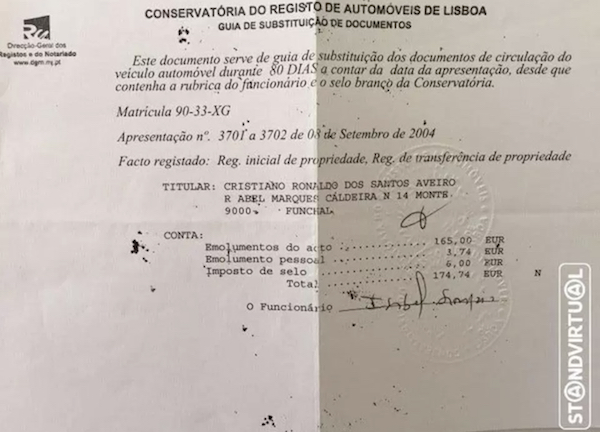 CONSERVATÓRIA DO REGISTO DE AUTOMÓVEIS DE LISBOA
GUIA DE SUBSTITUIÇÃO DE DOCUMENTOS
Direcção-Geral dos
Registos e do Notariado
www.dgrn.mj.pt
Este documento serve de guia de substituição dos documentos de circulação do
veículo automóvel durante 80 DIAS a contar da data da apresentação, desde que
contenha a rubrica do funcionário e o selo branco da Conservatória.
Matrícula 90-33-XG
Apresentação nº. 3701 a 3702 de 08 de Setembro de 2004
Facto registado: Reg. inicial de propriedade, Reg. de transferência de propriedade
TITULAR: CRISTIANO RONALDO DOS SANTOS AVEIRO
R ABEL MARQUES CALDEIRA N 14 MONTE.
9000 FUNCHAL
CONTA:
Emolumentos do acto ............ 165,00 EUR
Emolumento pessoal ............ 3,74 EUR
Imposto de selo ............ 6,00 EUR
Total ............ 174,74 EUR N
O Funcionário
STANDVIRTUAL